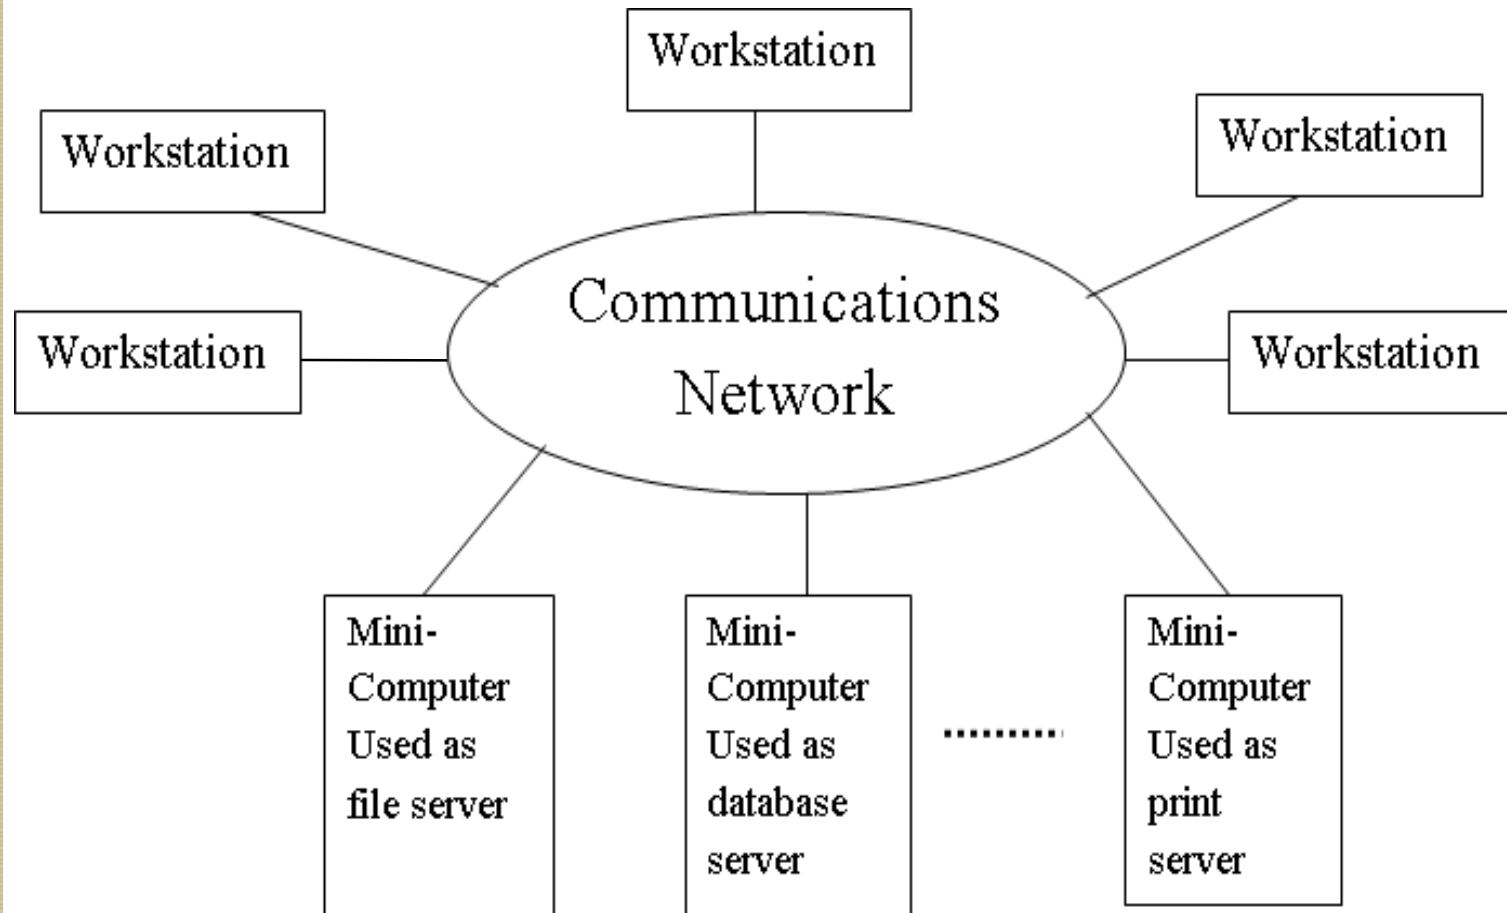 Workstation
Workstation
Workstation
Communications
Network
Workstation
Workstation
Mini-
Computer
Used as
file server
Mini-
Computer
Used as
database
server
Mini-
Computer
Used as
print
server